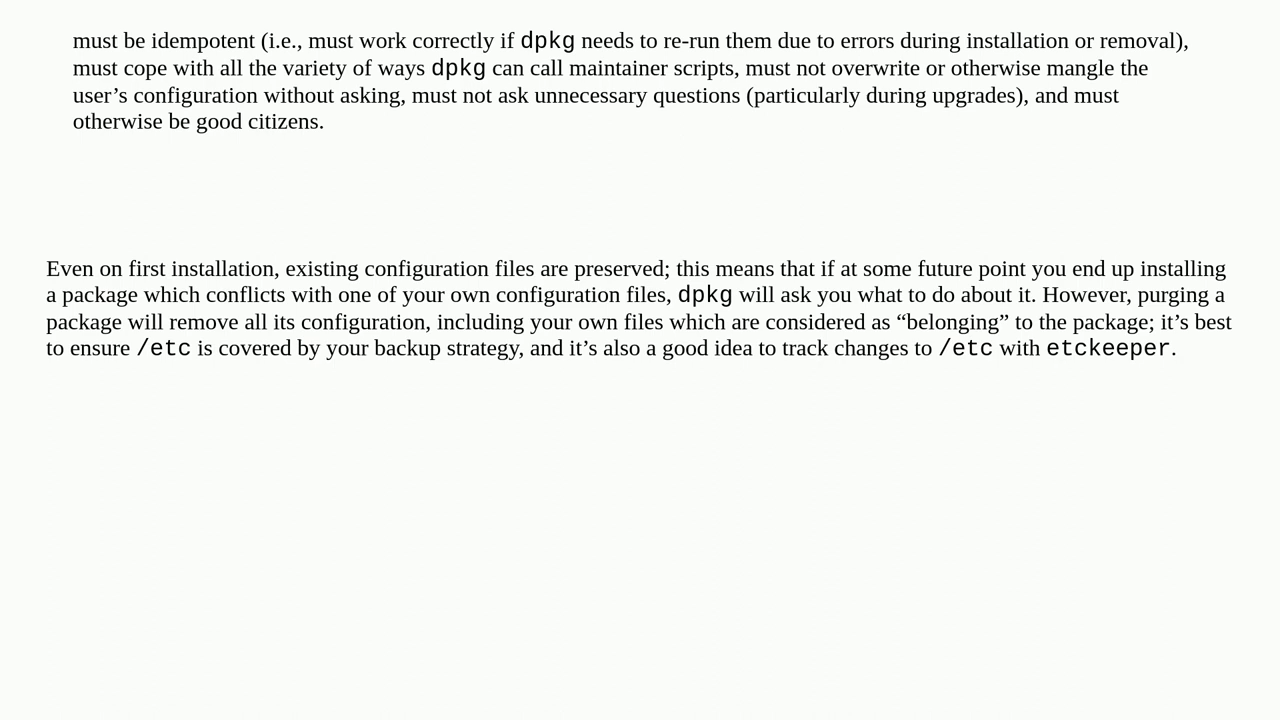 must be idempotent (i.e., must work correctly if dpkg needs to re-run them due to errors during installation or removal),
must cope with all the variety of ways dpkg can call maintainer scripts, must not overwrite or otherwise mangle the
user’s configuration without asking, must not ask unnecessary questions (particularly during upgrades), and must
otherwise be good citizens.
Even on first installation, existing configuration files are preserved; this means that if at some future point you end up installing
a package which conflicts with one of your own configuration files, dpkg will ask you what to do about it. However, purging a
package will remove all its configuration, including your own files which are considered as “belonging” to the package; it’s best
to ensure /etc is covered by your backup strategy, and it’s also a good idea to track changes to /etc with etckeeper.